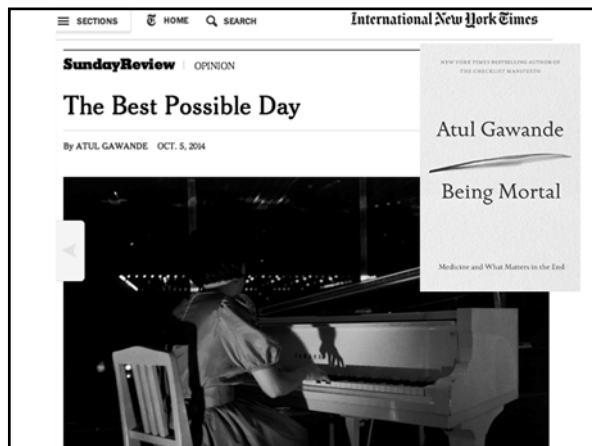 SECTIONS HOME SEARCH International New York Times
SundayReview | OPINION
The Best Possible Day
By ATUL GAWANDE OCT. 5, 2014
NEW YORK TIMES BESTSELLING AUTHOR OF
THE CHECKLIST MANIFESTO
Atul Gawande
Being Mortal
Medicine and What Matters in the End